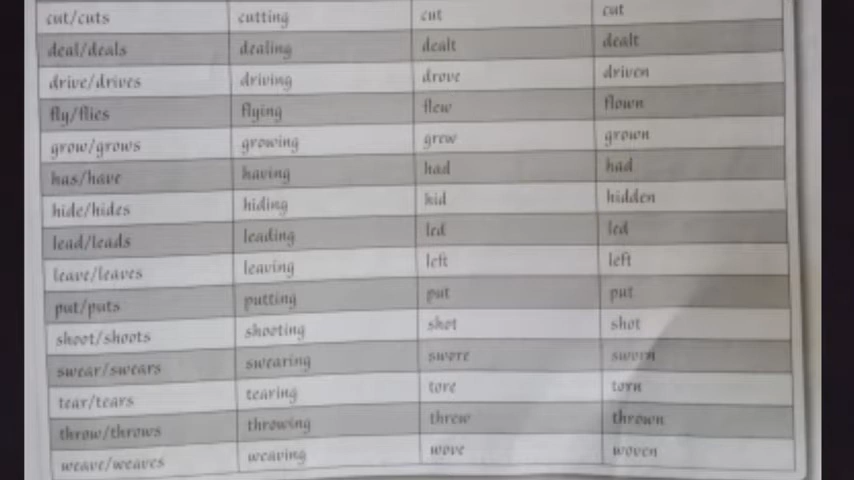 cut/cuts cutting cut cut
deal/deals dealing dealt dealt
drive/drives driving drove driven
fly/flies flying flew flown
grow/grows growing grew grown
has/have having had had
hide/hides hiding hid hidden
lead/leads leading led led
leave/leaves leaving left left
put/puts putting put put
shoot/shoots shooting shot shot
swear/swears swearing swore sworn
tear/tears tearing tore torn
throw/throws throwing threw thrown
weave/weaves weaving wove woven